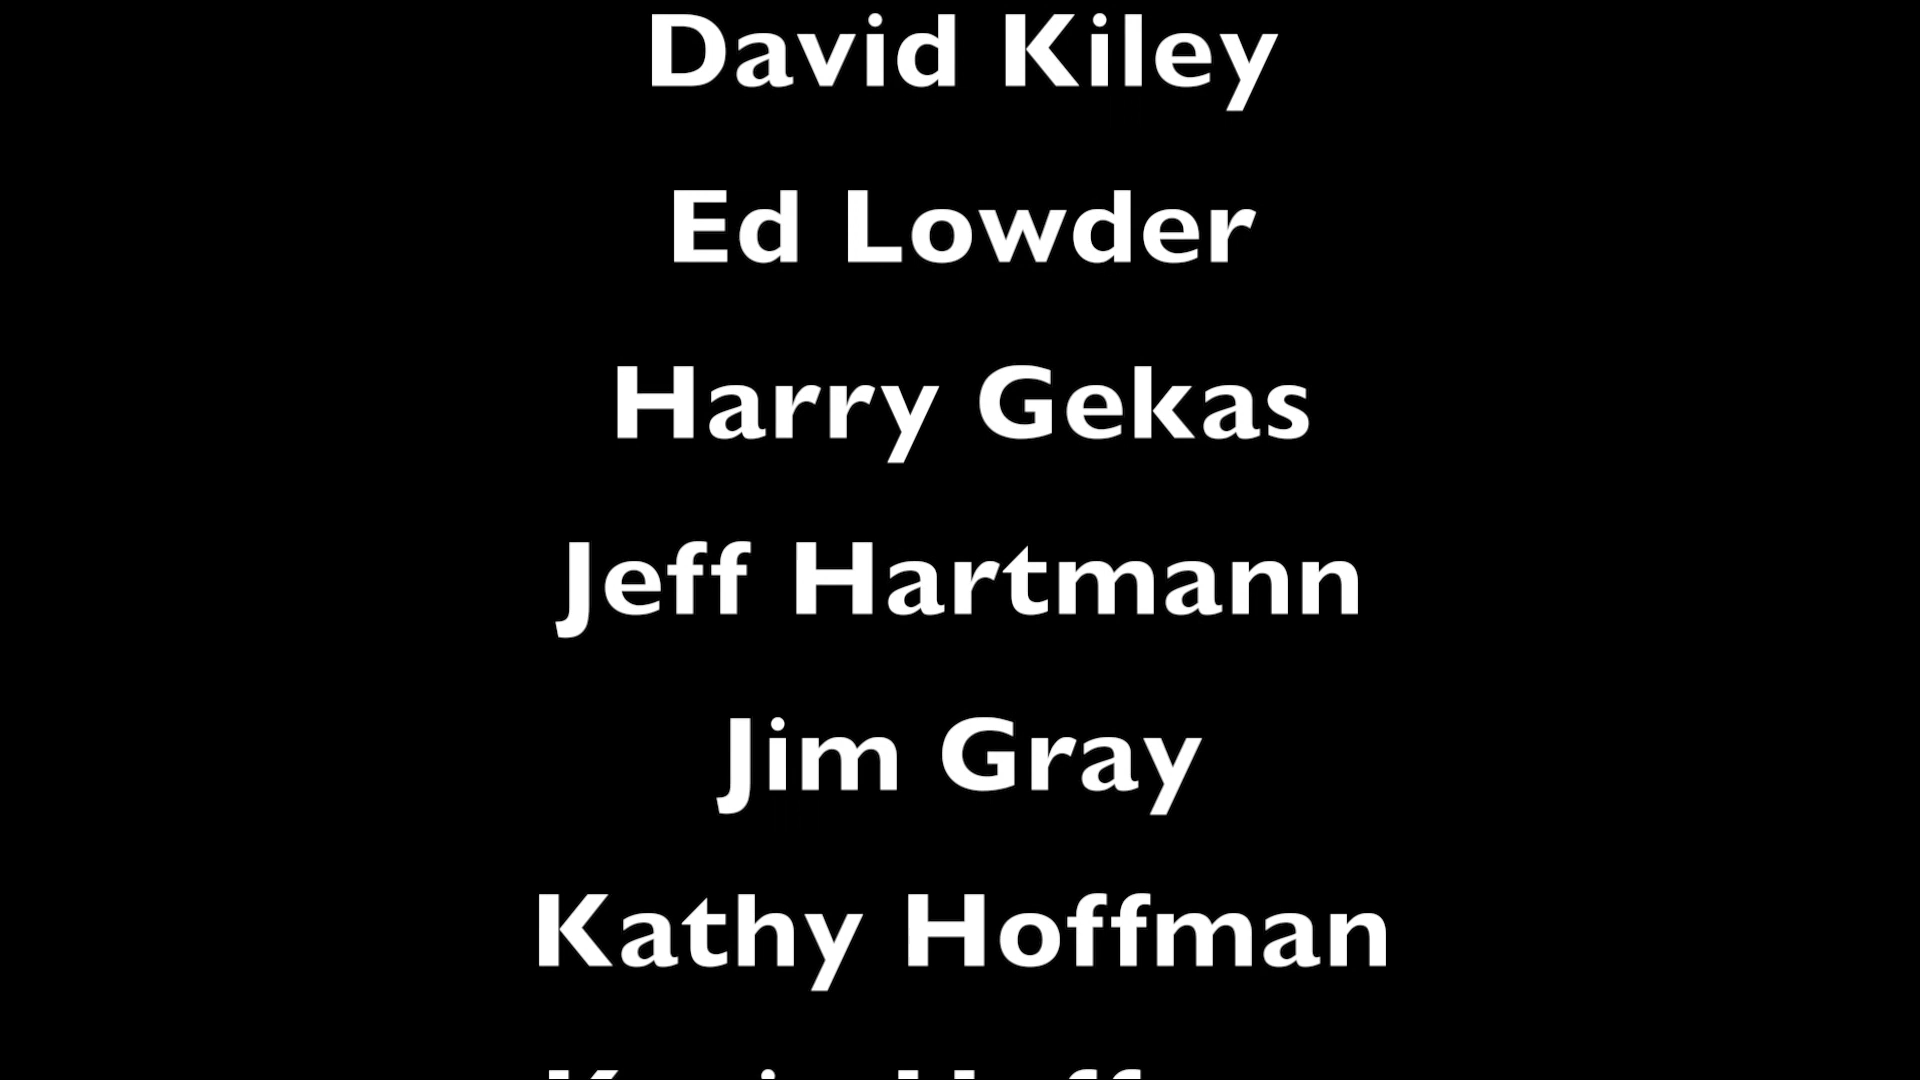 David Kiley
Ed Lowder
Harry Gekas
Jeff Hartmann
Jim Gray
Kathy Hoffman